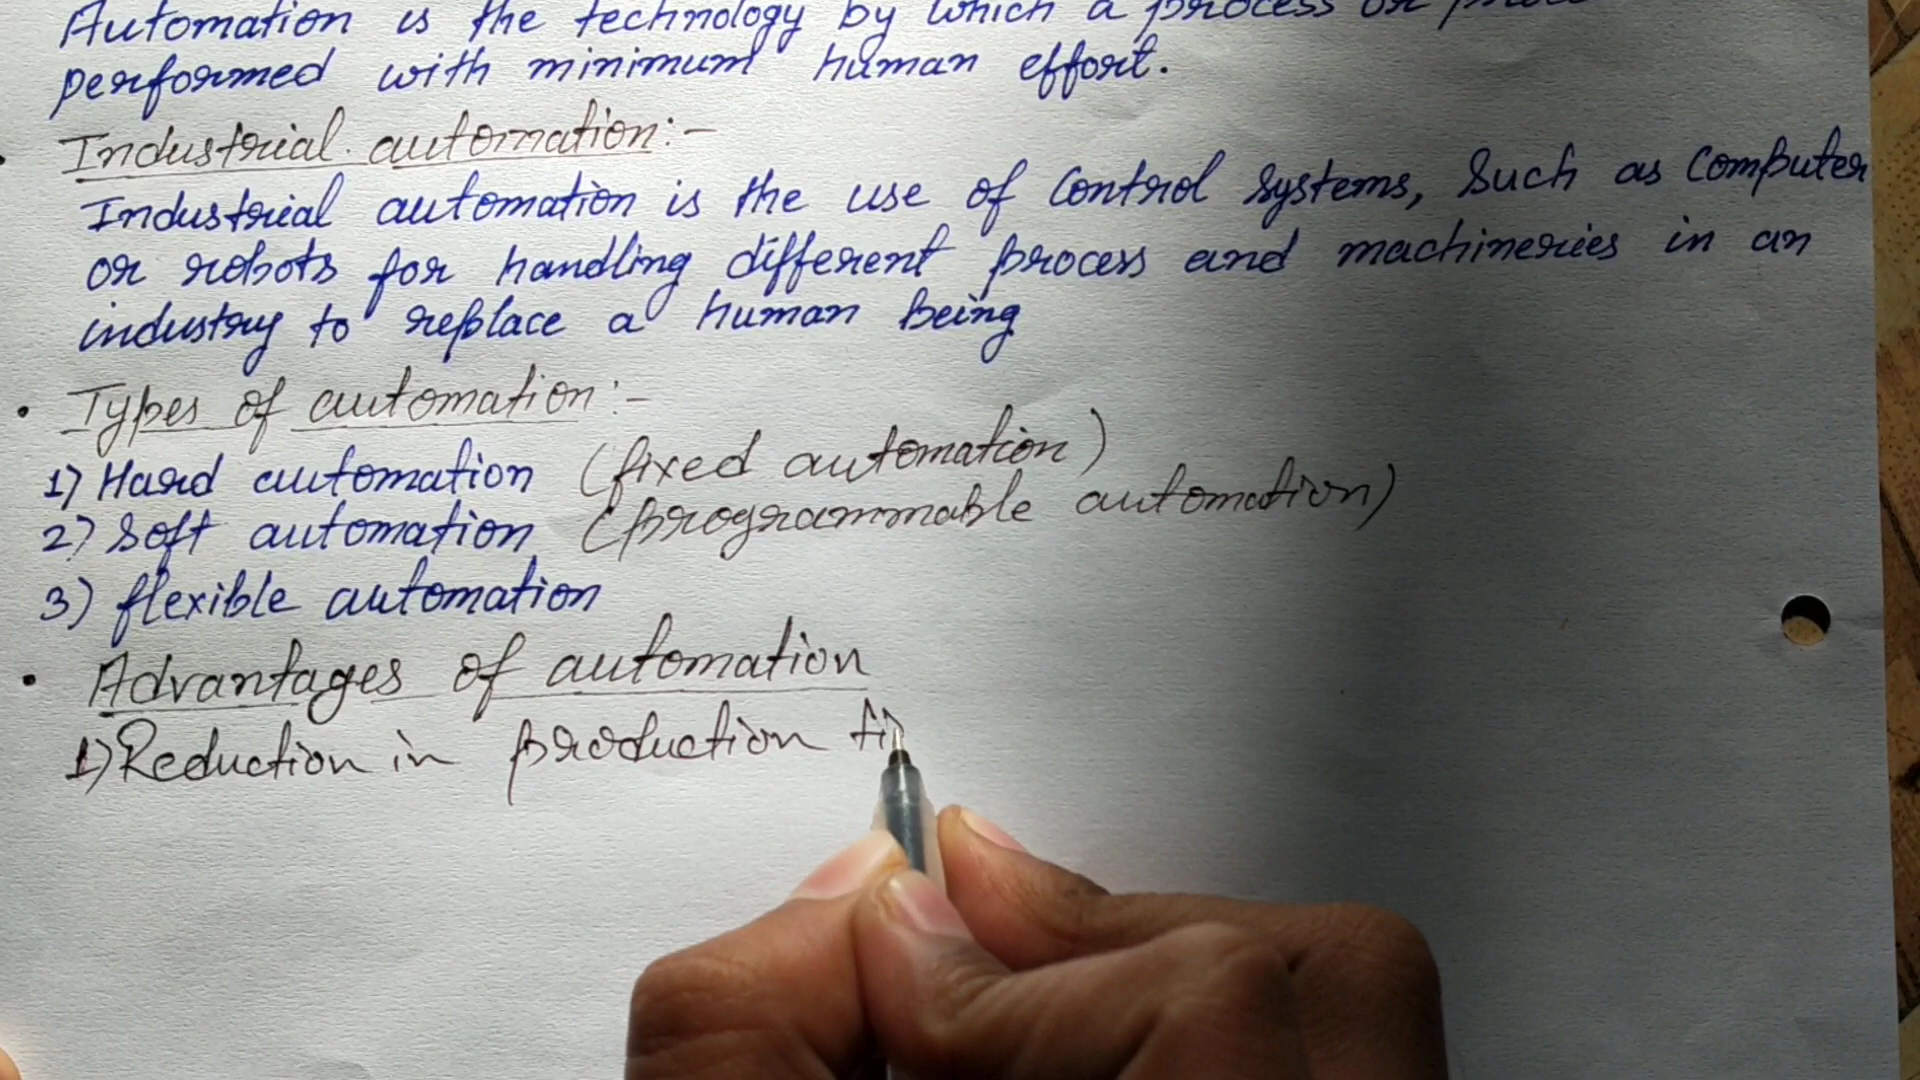 Automation is the technology by which a process or
performed with minimum human effort.
• Industrial automation:-
Industrial automation is the use of Control Systems, Such as Computer
or robots for handling different process and machineries in an
industry to replace a human being
• Types of automation:-
1) Hard automation (fixed automation)
2) Soft automation (programmable automation)
3) flexible automation
• Advantages of automation
1) Reduction in production